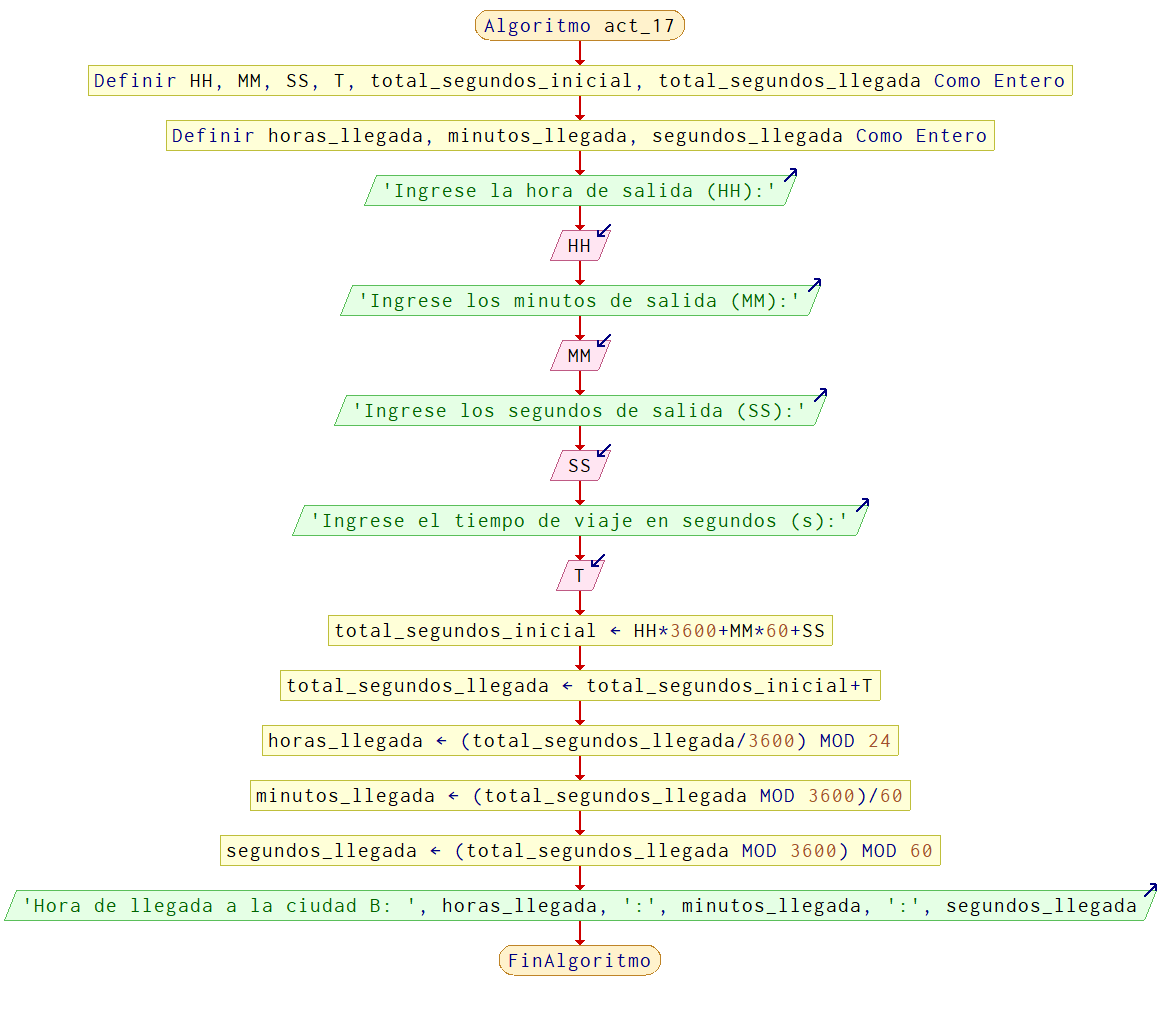 Algoritmo act_17
Definir HH, MM, SS, T, total_segundos_inicial, total_segundos_llegada Como Entero
Definir horas_llegada, minutos_llegada, segundos_llegada Como Entero
'Ingrese la hora de salida (HH):'
HH
'Ingrese los minutos de salida (MM):'
MM
'Ingrese los segundos de salida (SS):'
SS
'Ingrese el tiempo de viaje en segundos (s):'
T
total_segundos_inicial ← HH*3600+MM*60+SS
total_segundos_llegada ← total_segundos_inicial+T
horas_llegada ← (total_segundos_llegada/3600) MOD 24
minutos_llegada ← (total_segundos_llegada MOD 3600)/60
segundos_llegada ← (total_segundos_llegada MOD 3600) MOD 60
'Hora de llegada a la ciudad B: ', horas_llegada, ':', minutos_llegada, ':', segundos_llegada
FinAlgoritmo